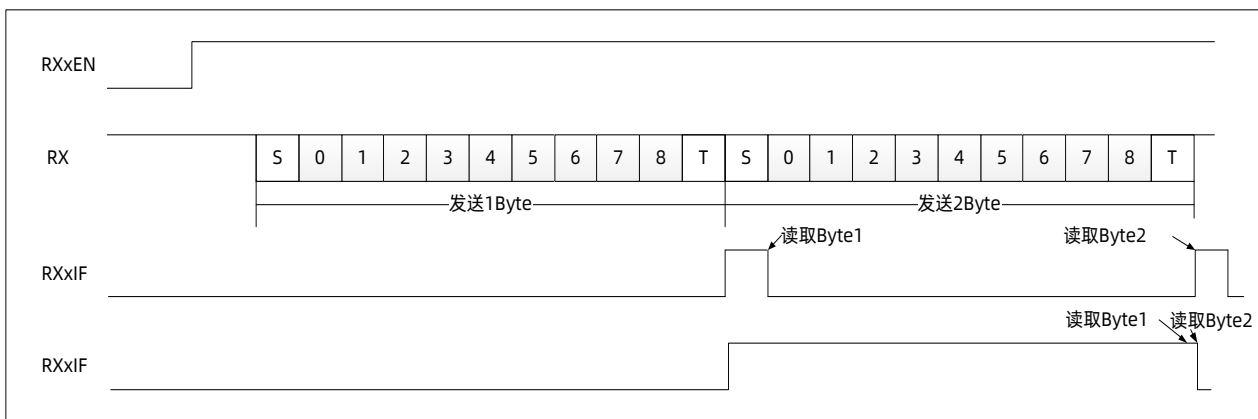 RXxEN
RX S 0 1 2 3 4 5 6 7 8 T S 0 1 2 3 4 5 6 7 8 T
发送1Byte 发送2Byte
读取Byte1 读取Byte2
RXxIF
读取Byte1 读取Byte2
RXxIF